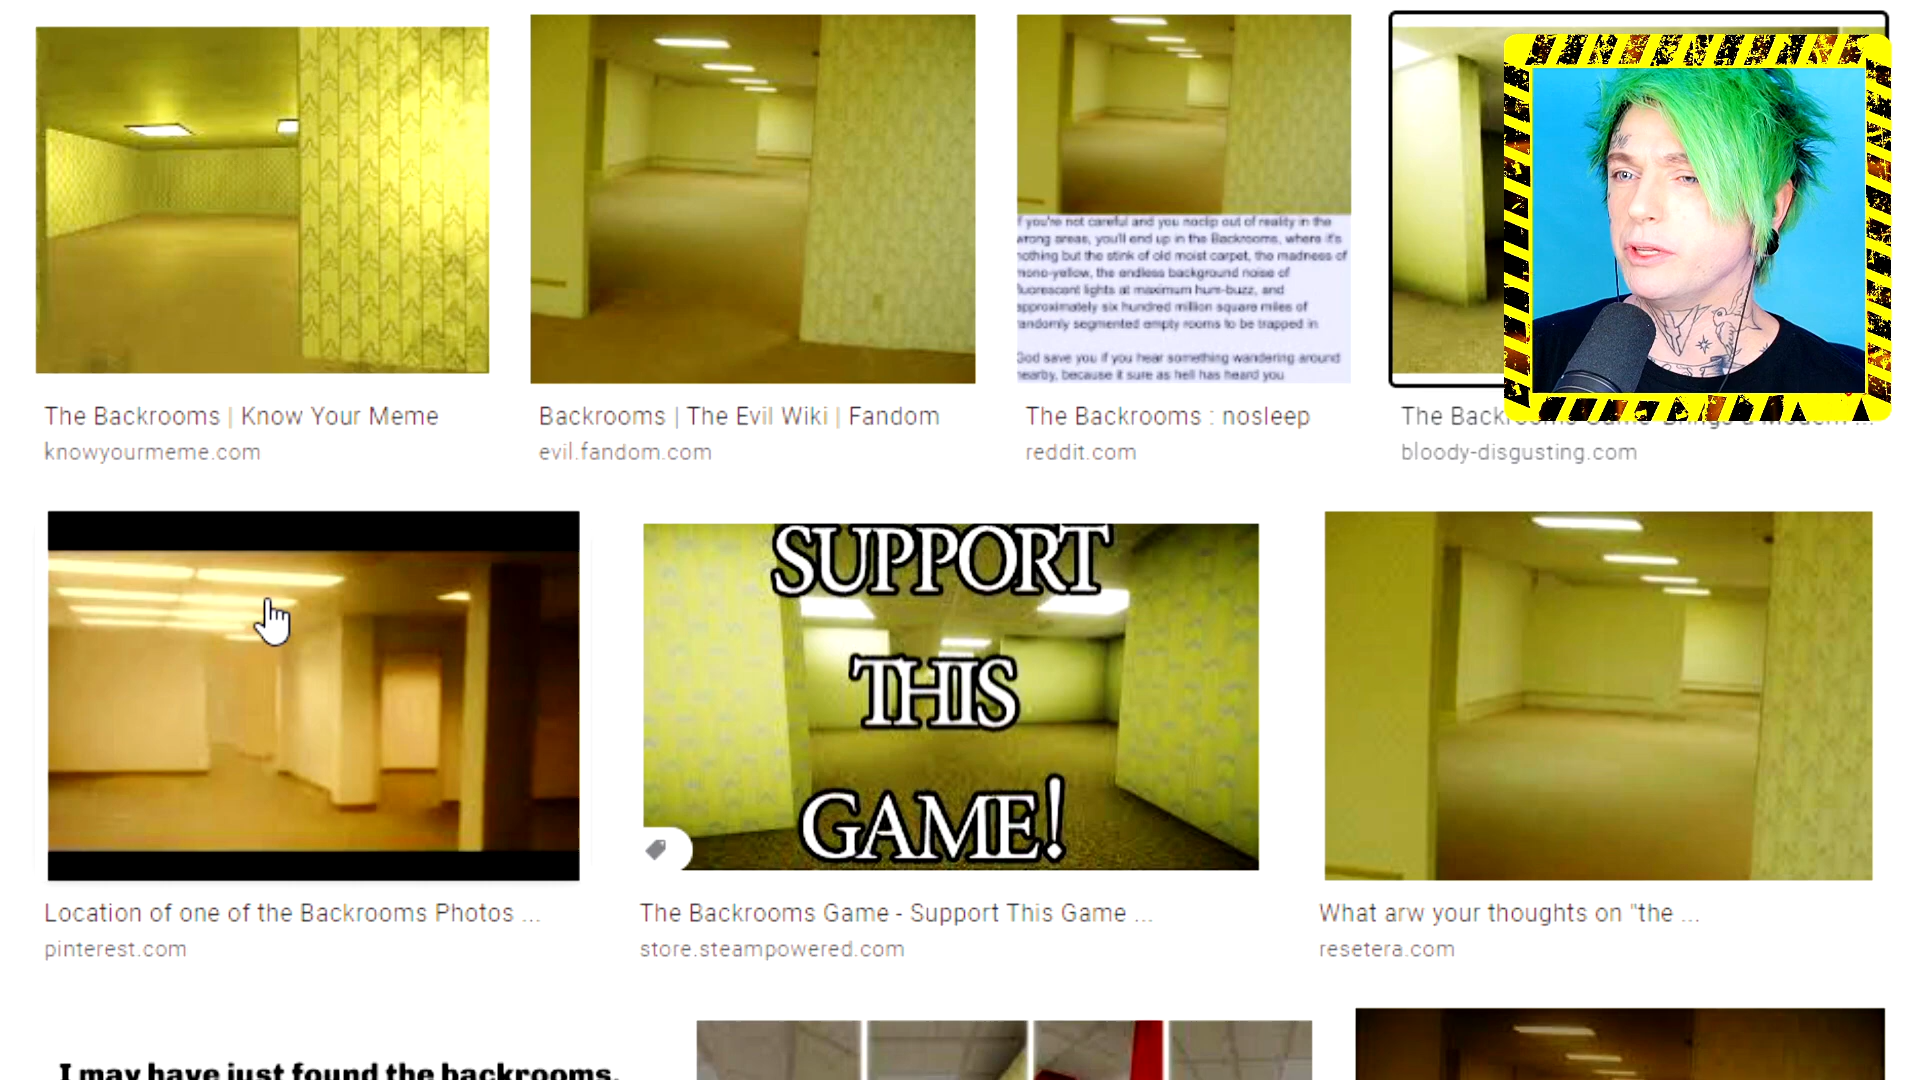 f you're not careful and you noclip out of reality in the
wrong areas, you'll end up in the Backrooms, where it's
nothing but the stink of old moist carpet, the madness of
mono-yellow, the endless background noise of
fluorescent lights at maximum hum-buzz, and
approximately six hundred million square miles of
randomly segmented empty rooms to be trapped in
God save you if you hear something wandering around
nearby, because it sure as hell has heard you
The Backrooms | Know Your Meme
knowyourmeme.com
Backrooms | The Evil Wiki | Fandom
evil.fandom.com
The Backrooms : nosleep
reddit.com
The Backrooms Game Brings a Modern ...
bloody-disgusting.com
SUPPORT
THIS
GAME!
Location of one of the Backrooms Photos ...
pinterest.com
The Backrooms Game - Support This Game ...
store.steampowered.com
What arw your thoughts on "the ...
resetera.com
I may have just found the backrooms.